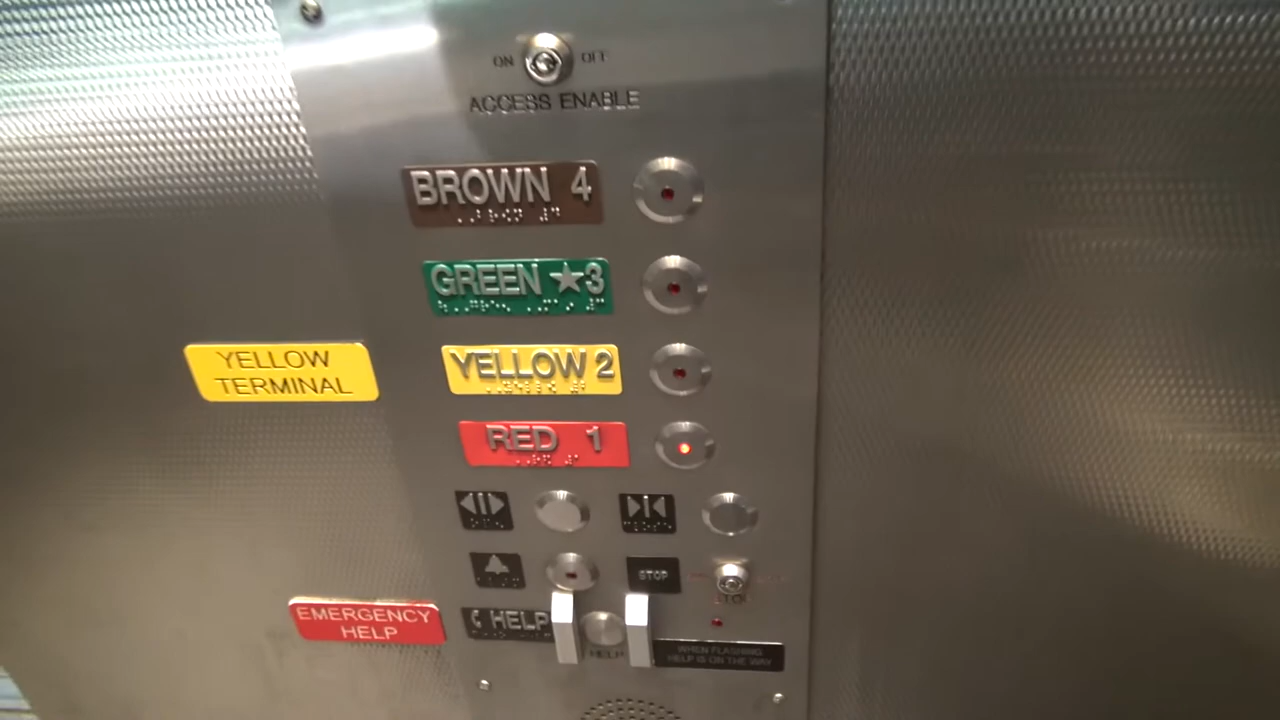 ON OFF
ACCESS ENABLE
BROWN 4
GREEN ★3
YELLOW
TERMINAL
YELLOW 2
RED 1
STOP
EMERGENCY
HELP
HELP
HELP
WHEN FLASHING
HELP IS ON THE WAY